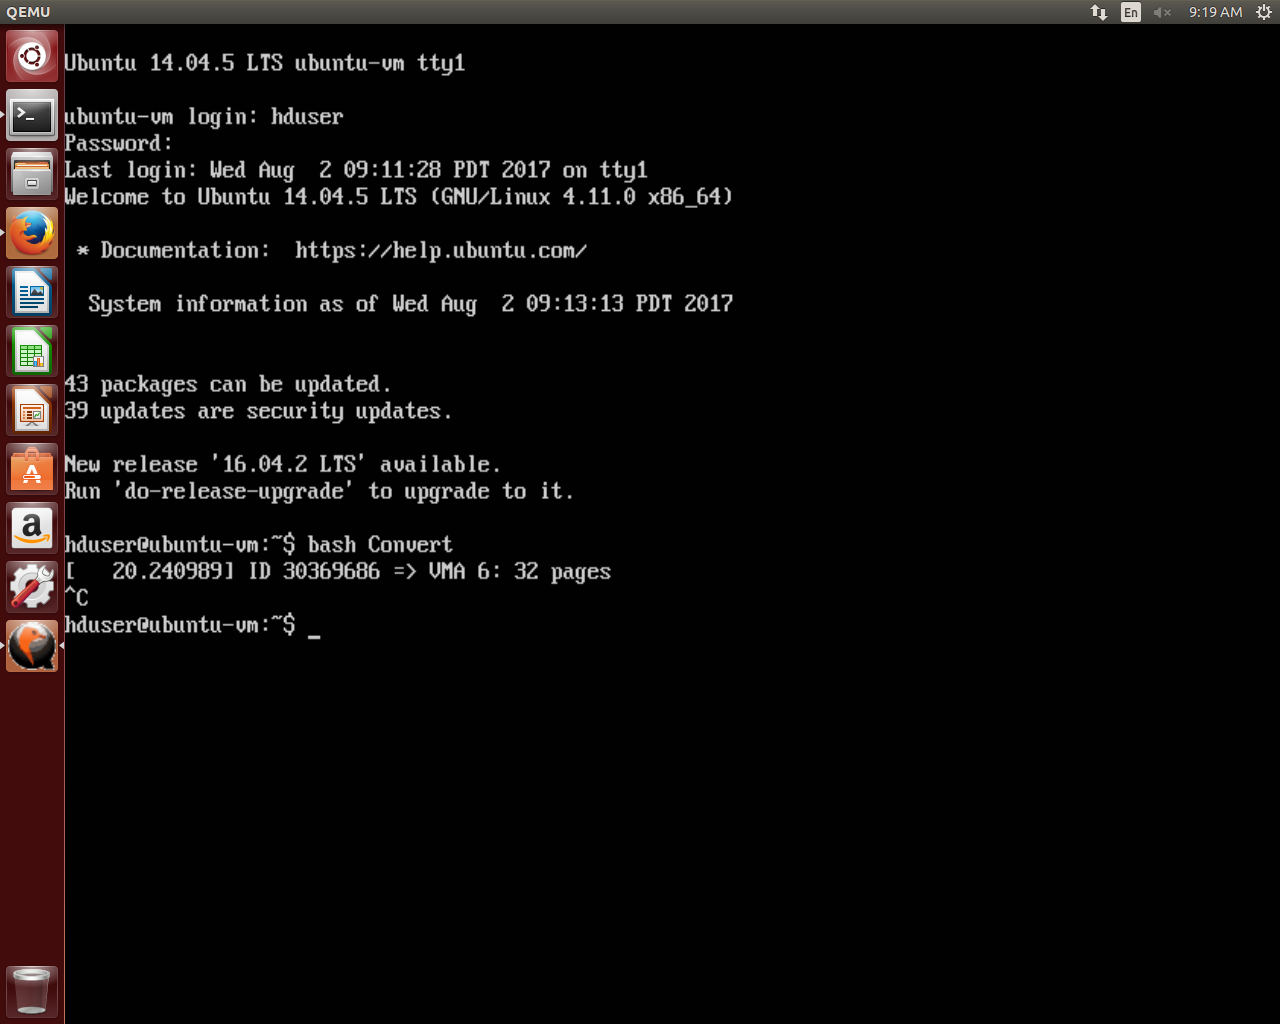 QEMU
En
9:19 AM
Ubuntu 14.04.5 LTS ubuntu-vm tty1
ubuntu-vm login: hduser
Password:
Last login: Wed Aug  2 09:11:28 PDT 2017 on tty1
Welcome to Ubuntu 14.04.5 LTS (GNU/Linux 4.11.0 x86_64)
* Documentation:  https://help.ubuntu.com/
System information as of Wed Aug  2 09:13:13 PDT 2017
43 packages can be updated.
39 updates are security updates.
New release '16.04.2 LTS' available.
Run 'do-release-upgrade' to upgrade to it.
hduser@ubuntu-vm:~$ bash Convert
[   20.240989] ID 30369686 => VMA 6: 32 pages
^C
hduser@ubuntu-vm:~$ _